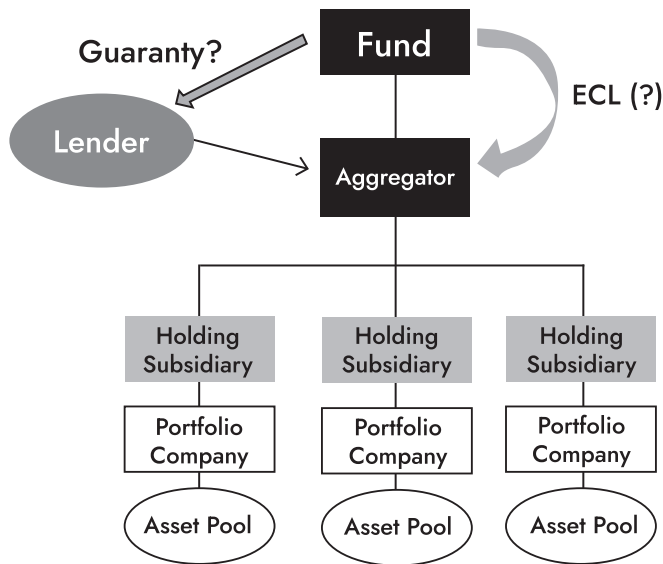 Fund
Guaranty?
ECL (?)
Lender
Aggregator
Holding
Subsidiary
Holding
Subsidiary
Holding
Subsidiary
Portfolio
Company
Portfolio
Company
Portfolio
Company
Asset Pool
Asset Pool
Asset Pool